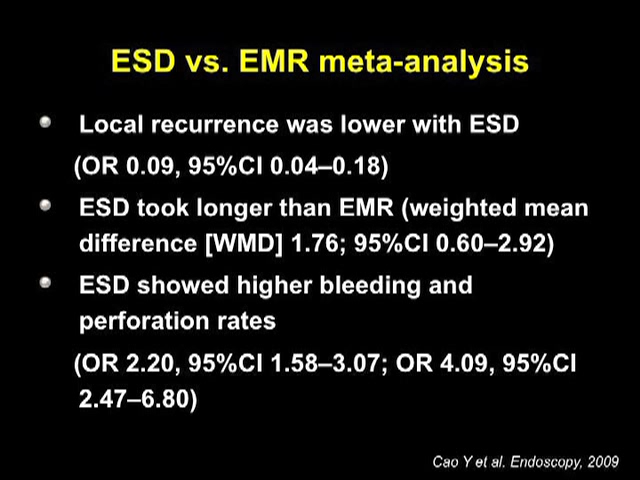 ESD vs. EMR meta-analysis
Local recurrence was lower with ESD
(OR 0.09, 95%CI 0.04–0.18)
ESD took longer than EMR (weighted mean
difference [WMD] 1.76; 95%CI 0.60–2.92)
ESD showed higher bleeding and
perforation rates
(OR 2.20, 95%CI 1.58–3.07; OR 4.09, 95%CI
2.47–6.80)
Cao Y et al. Endoscopy, 2009